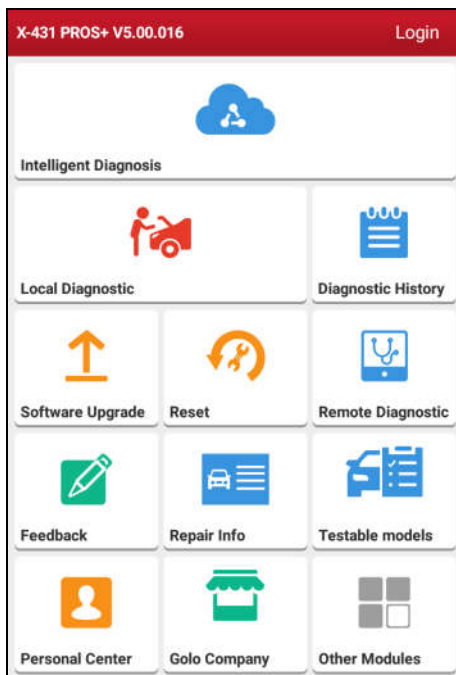 X-431 PROS+ V5.00.016 Login
Intelligent Diagnosis
Local Diagnostic Diagnostic History
Software Upgrade Reset Remote Diagnostic
Feedback Repair Info Testable models
Personal Center Golo Company Other Modules